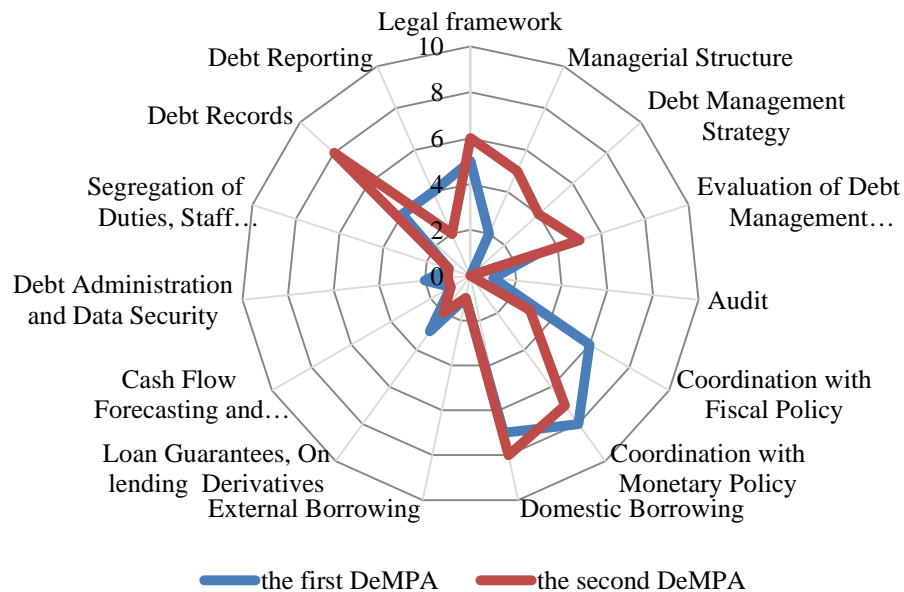 Legal framework
Managerial Structure
Debt Management
Strategy
Evaluation of Debt
Management…
Audit
Coordination with
Fiscal Policy
Coordination with
Monetary Policy
Domestic Borrowing
External Borrowing
Loan Guarantees, On
lending Derivatives
Cash Flow
Forecasting and…
Debt Administration
and Data Security
Segregation of
Duties, Staff…
Debt Records
Debt Reporting
10
8
6
4
2
0
the first DeMPA
the second DeMPA